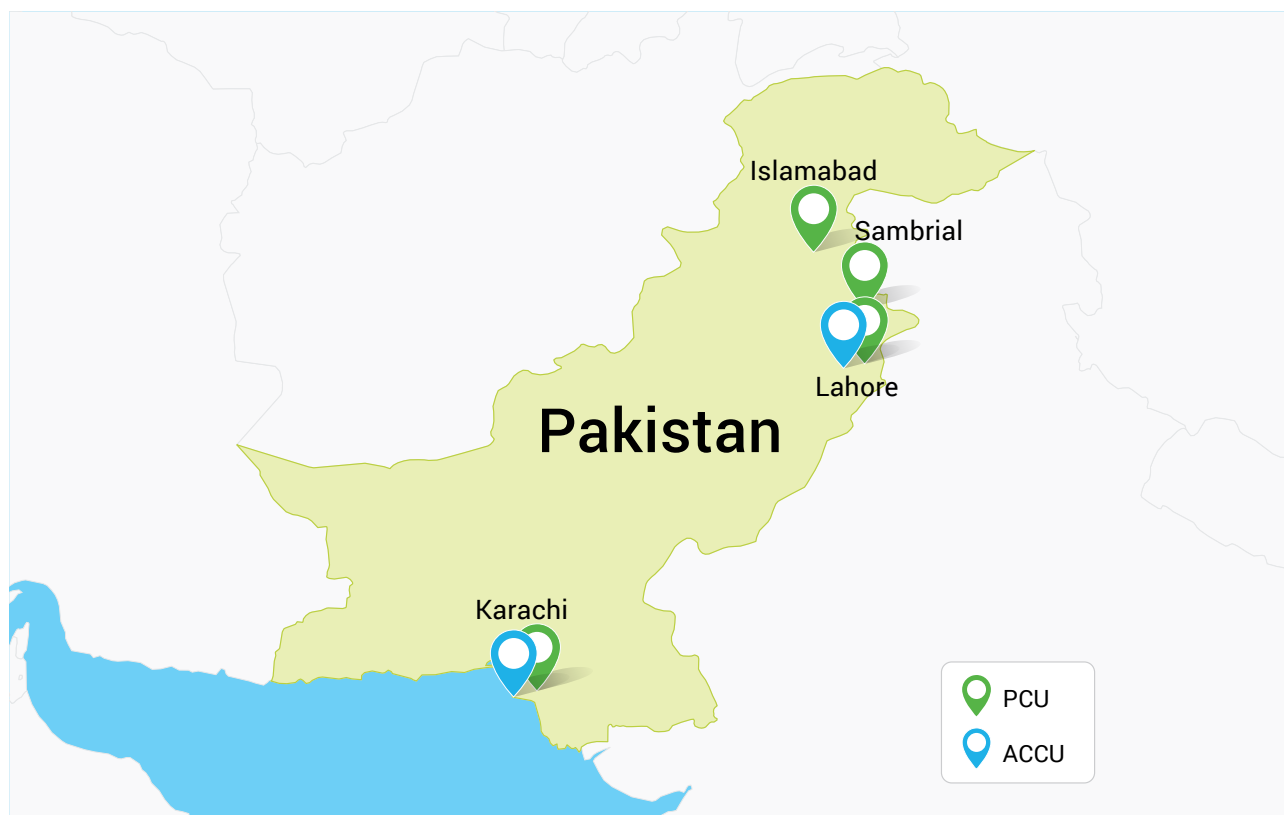 Islamabad
Sambrial
Lahore
Pakistan
Karachi
PCU
ACCU